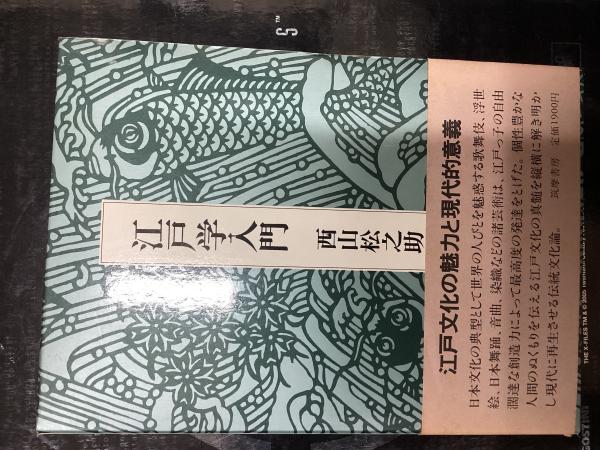 江戸学入門
西山松之助
江戸文化の魅力と現代的意義
日本文化の典型として世界の人びとを魅惑する歌舞伎、浮世
絵、日本舞踊、音曲、染織などの諸芸術は、江戸っ子の自由
濶達な創造力によって最高度の発達をとげた。個性豊かな
人間のぬくもりを伝える江戸文化の真髄を縦横に解き明か
し現代に再生させる伝統文化論。
筑摩書房 定価1900円
S™
THE X-FILES TM & © 2005